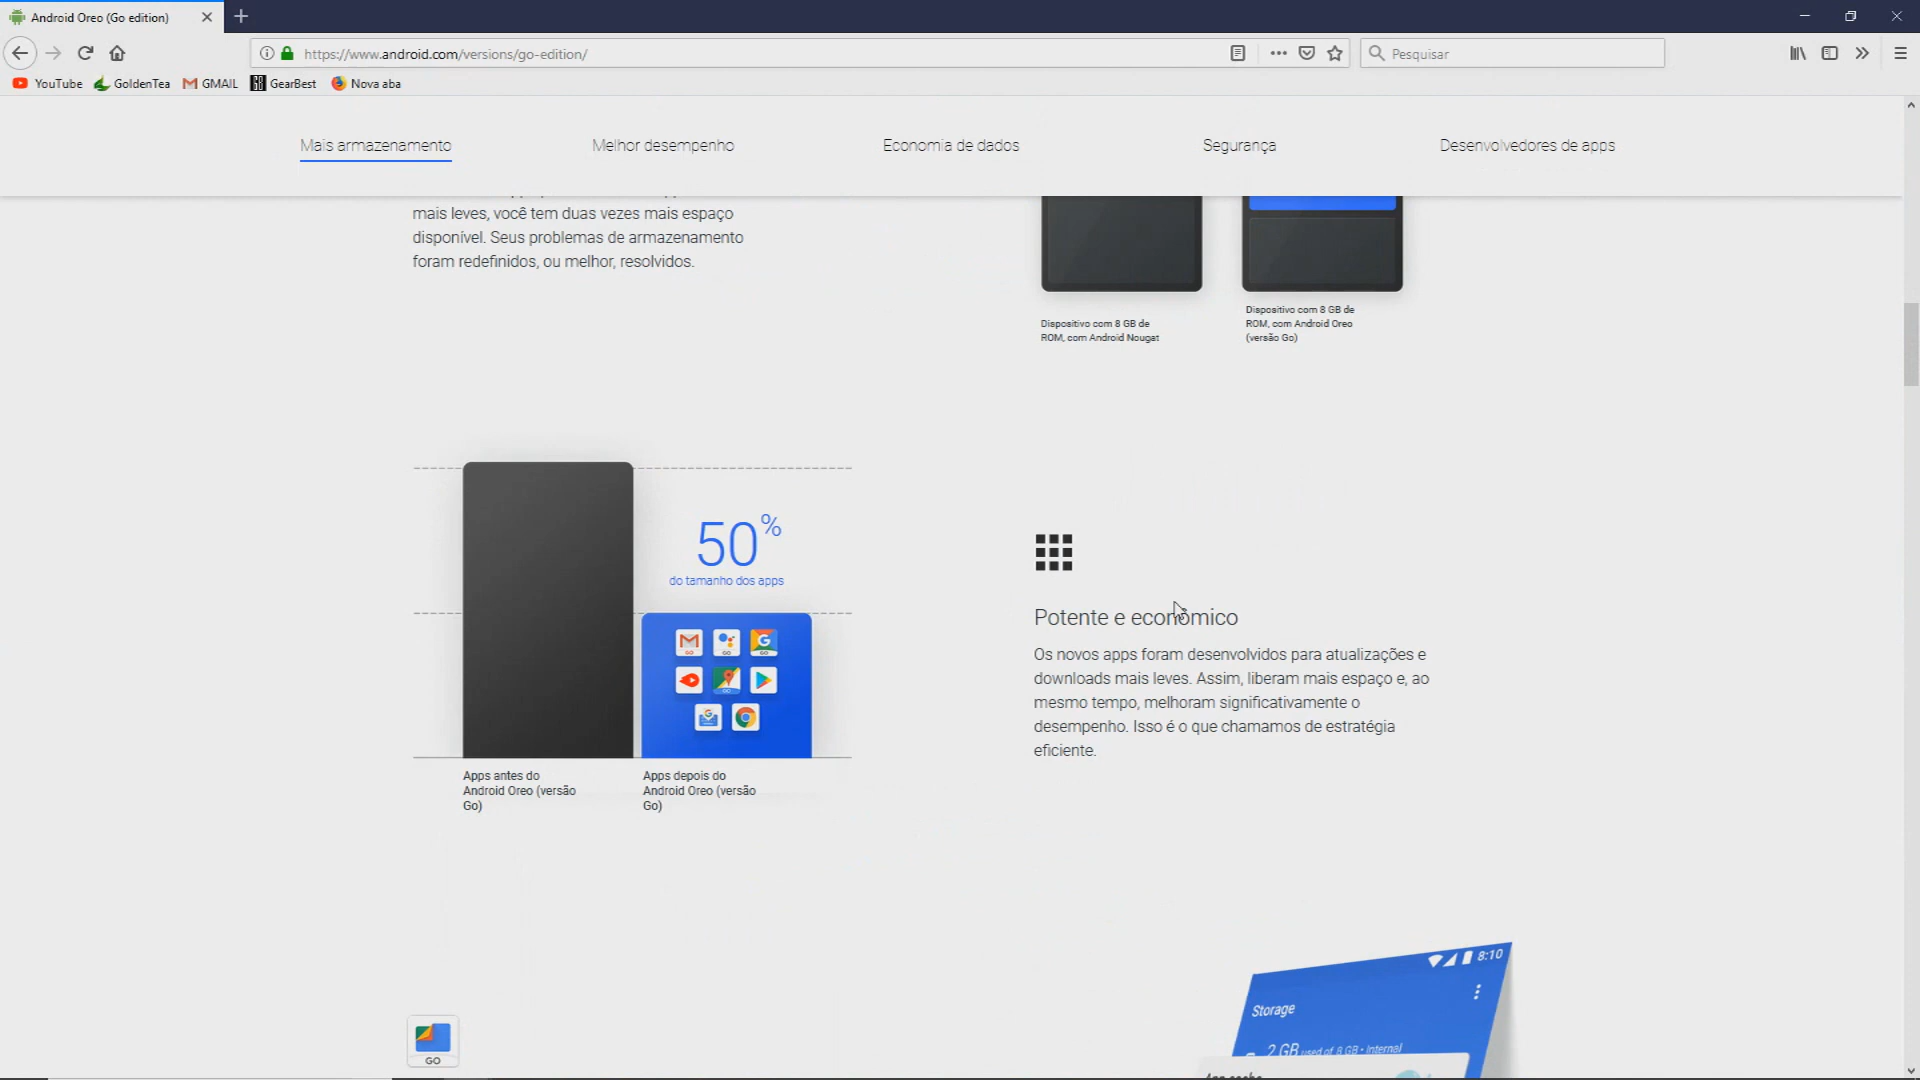 Android Oreo (Go edition)
https://www.android.com/versions/go-edition/
Pesquisar
YouTube
GoldenTea
GMAIL
GearBest
Nova aba
Mais armazenamento
Melhor desempenho
Economia de dados
Segurança
Desenvolvedores de apps
mais leves, você tem duas vezes mais espaço
disponível. Seus problemas de armazenamento
foram redefinidos, ou melhor, resolvidos.
Dispositivo com 8 GB de
ROM, com Android Nougat
Dispositivo com 8 GB de
ROM, com Android Oreo
(versão Go)
50%
do tamanho dos apps
Apps antes do
Android Oreo (versão
Go)
Apps depois do
Android Oreo (versão
Go)
Potente e econômico
Os novos apps foram desenvolvidos para atualizações e
downloads mais leves. Assim, liberam mais espaço e, ao
mesmo tempo, melhoram significativamente o
desempenho. Isso é o que chamamos de estratégia
eficiente.
8:10
Storage
2 GB used of 8 GB • Internal
GO